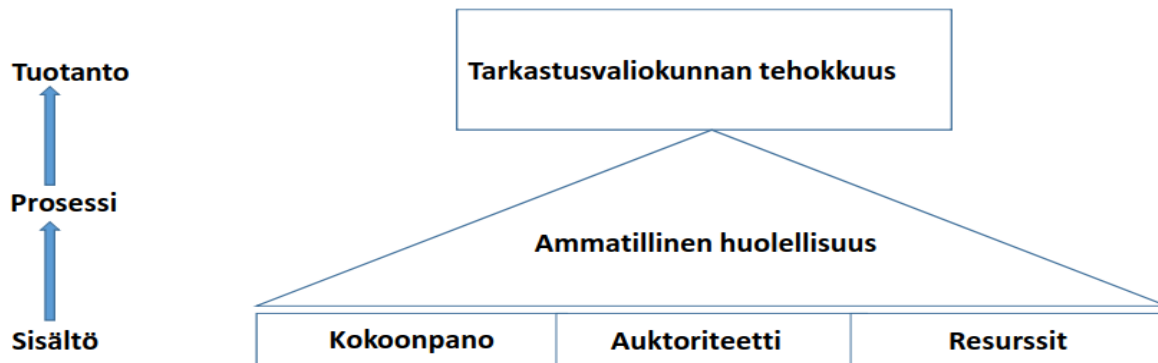 Tuotanto
Tarkastusvaliokunnan tehokkuus
Prosessi
Ammatillinen huolellisuus
Sisältö
Kokoonpano
Auktoriteetti
Resurssit